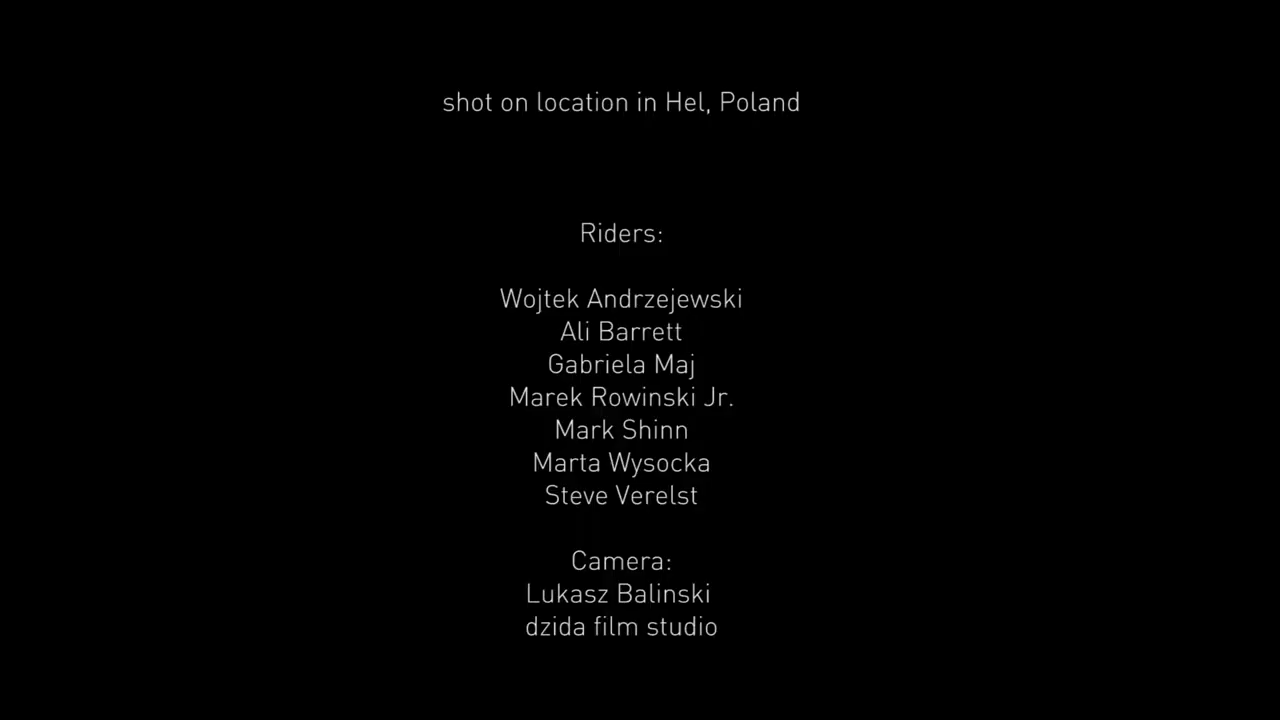 shot on location in Hel, Poland
Riders:
Wojtek Andrzejewski
Ali Barrett
Gabriela Maj
Marek Rowinski Jr.
Mark Shinn
Marta Wysocka
Steve Verelst
Camera:
Lukasz Balinski
dzida film studio